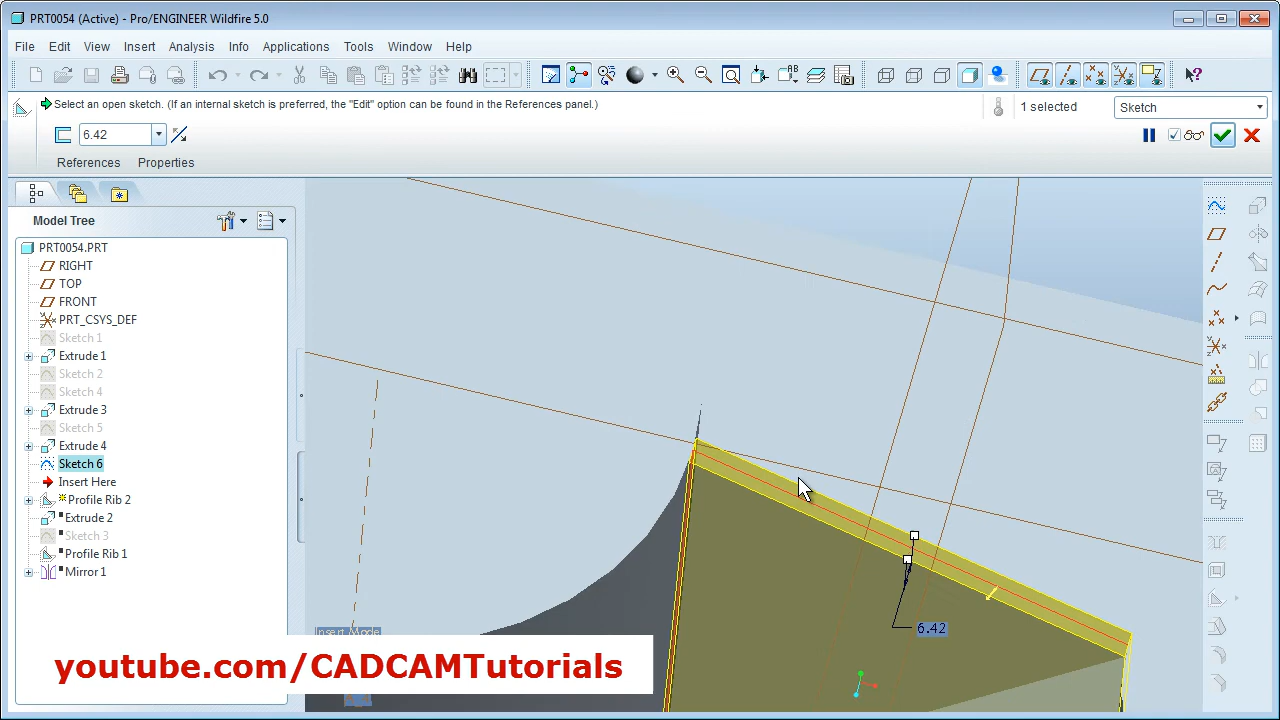 PRT0054 (Active) - Pro/ENGINEER Wildfire 5.0
File Edit View Insert Analysis Info Applications Tools Window Help
Select an open sketch. (If an internal sketch is preferred, the "Edit" option can be found in the References panel.)
1 selected
Sketch
6.42
References Properties
Model Tree
PRT0054.PRT
RIGHT
TOP
FRONT
PRT_CSYS_DEF
Sketch 1
Extrude 1
Sketch 2
Sketch 4
Extrude 3
Sketch 5
Extrude 4
Sketch 6
Insert Here
Profile Rib 2
Extrude 2
Sketch 3
Profile Rib 1
Mirror 1
6.42
Insert Mode
youtube.com/CADCAMTutorials